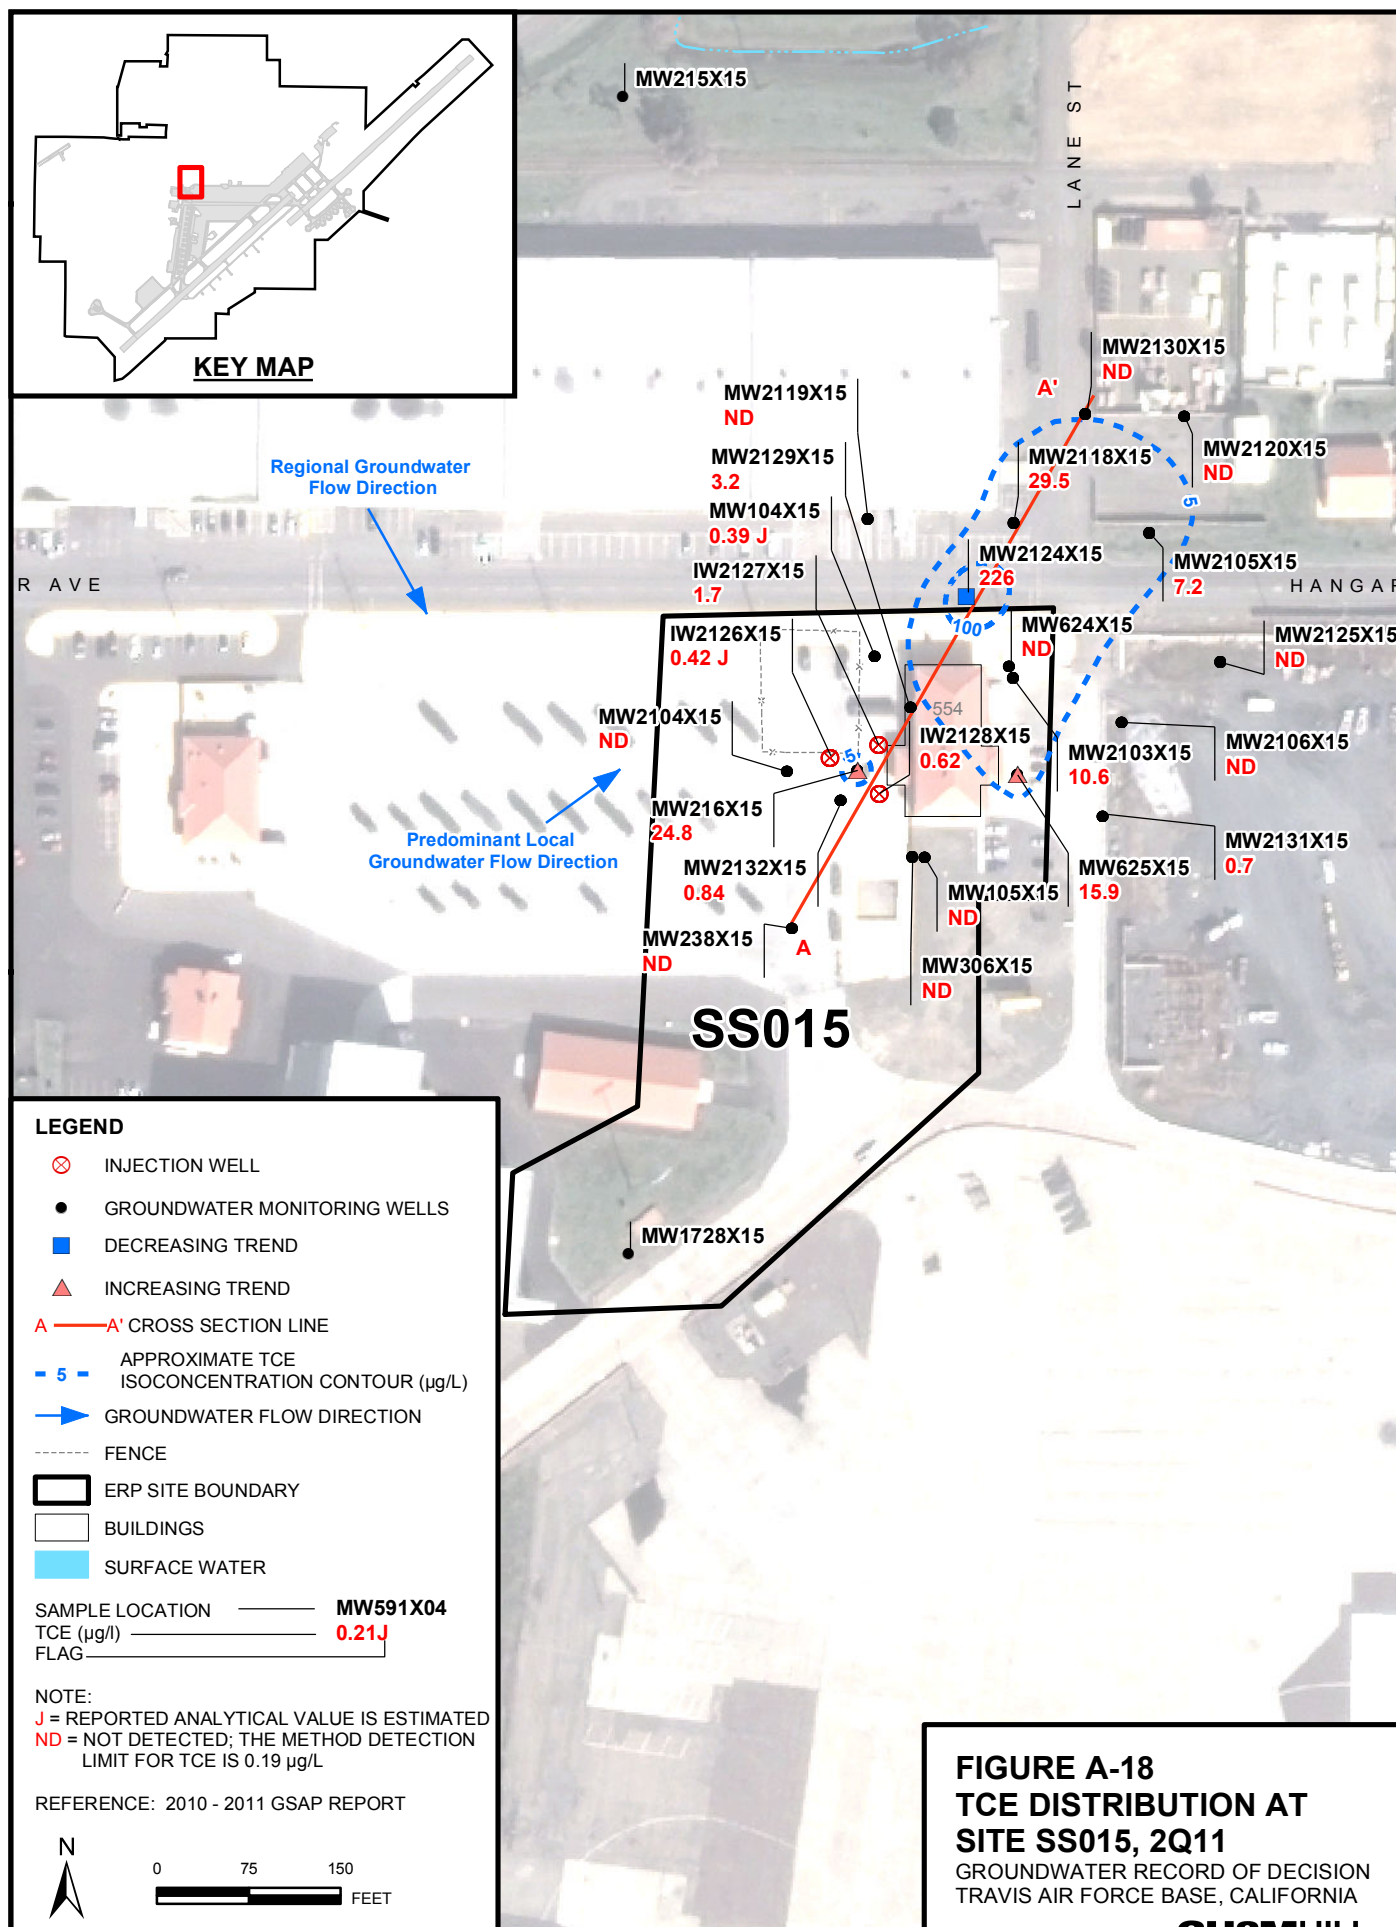 KEY MAP
MW215X15
LANE ST
MW2130X15
ND
A'
MW2119X15
ND
MW2129X15
3.2
MW2118X15
29.5
MW2120X15
ND
5
Regional Groundwater
Flow Direction
MW104X15
0.39 J
MW2124X15
226
MW2105X15
7.2
IW2127X15
1.7
R AVE
HANGAR
100
IW2126X15
0.42 J
MW624X15
ND
MW2125X15
ND
MW2104X15
ND
554
IW2128X15
0.62
MW2103X15
10.6
MW2106X15
ND
5
MW216X15
24.8
Predominant Local
Groundwater Flow Direction
MW2132X15
0.84
MW625X15
15.9
MW2131X15
0.7
MW105X15
ND
MW238X15
ND
A
MW306X15
ND
SS015
MW1728X15
LEGEND
INJECTION WELL
GROUNDWATER MONITORING WELLS
DECREASING TREND
INCREASING TREND
A A' CROSS SECTION LINE
5 APPROXIMATE TCE
ISOCONCENTRATION CONTOUR (µg/L)
GROUNDWATER FLOW DIRECTION
FENCE
ERP SITE BOUNDARY
BUILDINGS
SURFACE WATER
SAMPLE LOCATION MW591X04
TCE (µg/l) 0.21J
FLAG
NOTE:
J = REPORTED ANALYTICAL VALUE IS ESTIMATED
ND = NOT DETECTED; THE METHOD DETECTION
LIMIT FOR TCE IS 0.19 µg/L
REFERENCE: 2010 - 2011 GSAP REPORT
N
0 75 150
FEET
FIGURE A-18
TCE DISTRIBUTION AT
SITE SS015, 2Q11
GROUNDWATER RECORD OF DECISION
TRAVIS AIR FORCE BASE, CALIFORNIA